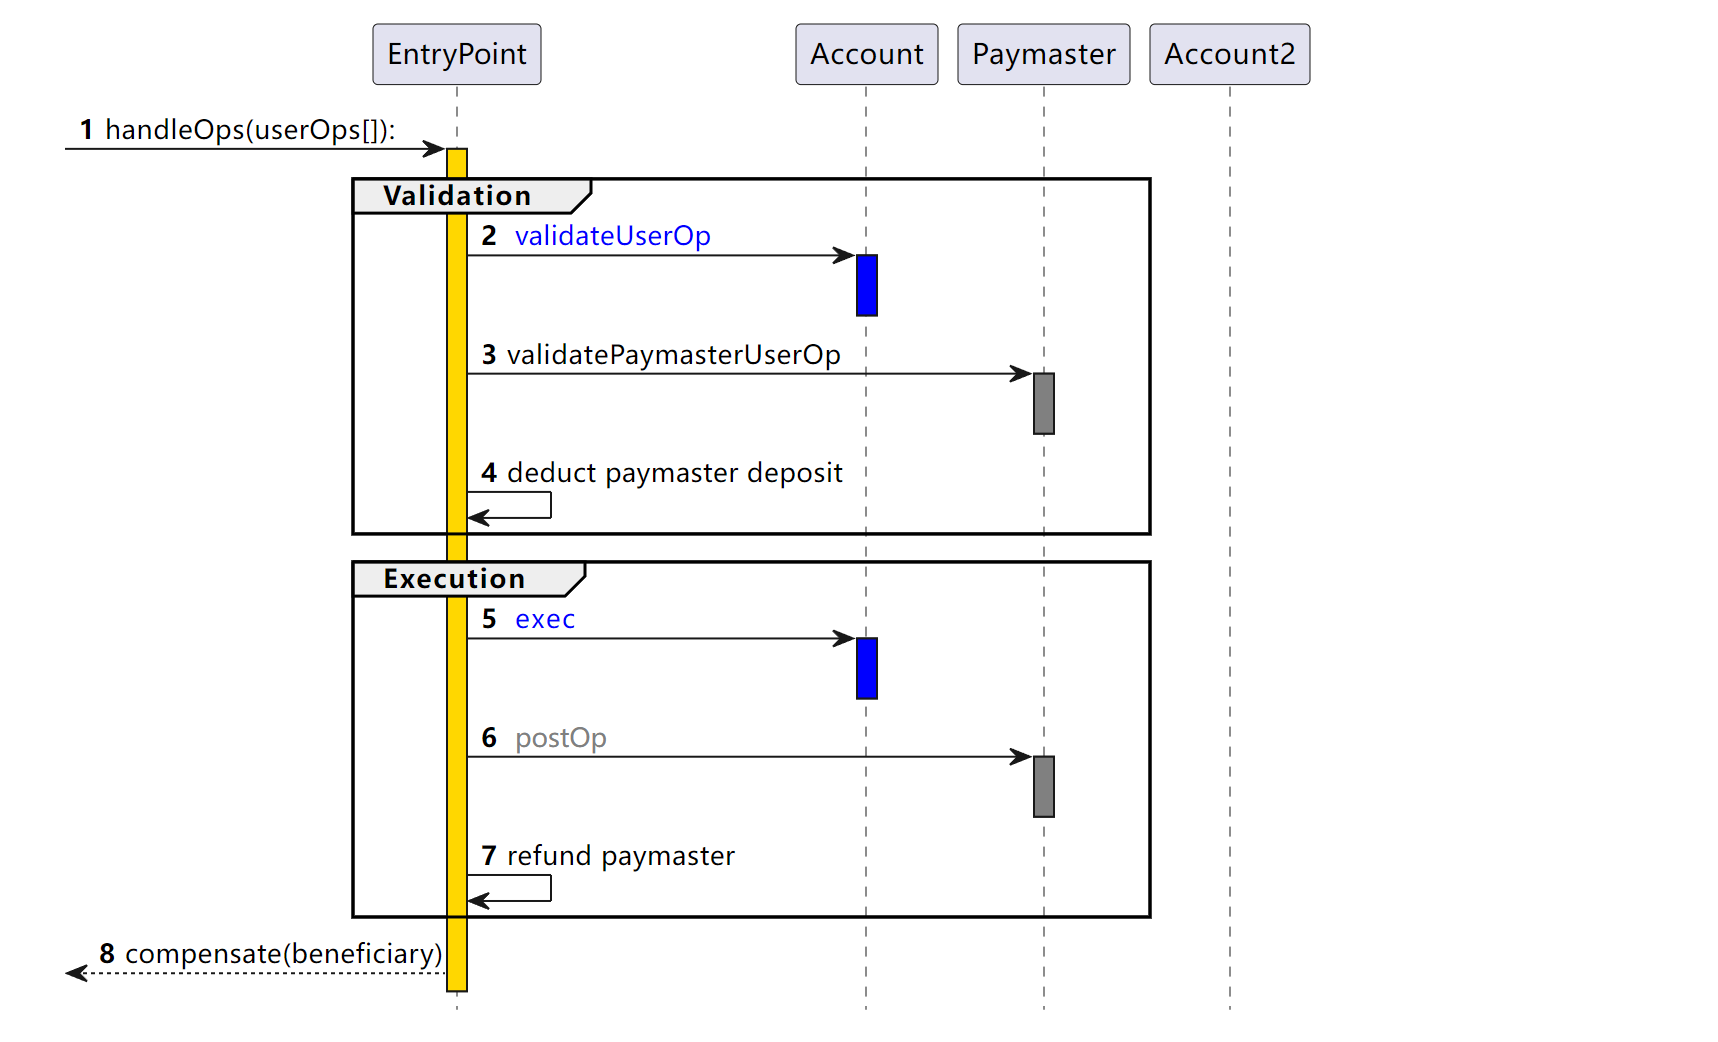 EntryPoint Account Paymaster Account2
1 handleOps(userOps[]):
Validation
2 validateUserOp
3 validatePaymasterUserOp
4 deduct paymaster deposit
Execution
5 exec
6 postOp
7 refund paymaster
8 compensate(beneficiary)